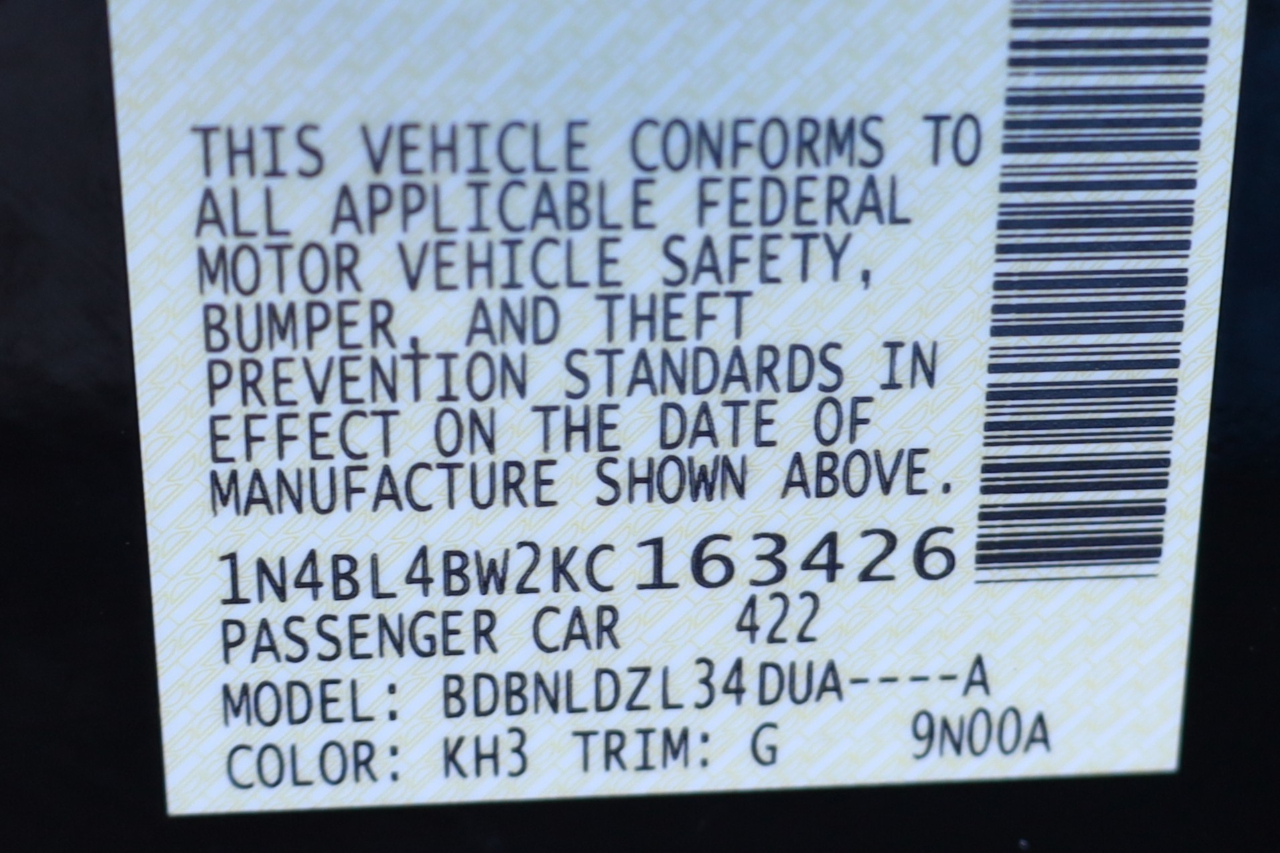 THIS VEHICLE CONFORMS TO
ALL APPLICABLE FEDERAL
MOTOR VEHICLE SAFETY,
BUMPER, AND THEFT
PREVENTION STANDARDS IN
EFFECT ON THE DATE OF
MANUFACTURE SHOWN ABOVE.
1N4BL4BW2KC163426
PASSENGER CAR 422
MODEL: BDBNLDZL34DUA----A
COLOR: KH3 TRIM: G 9N00A